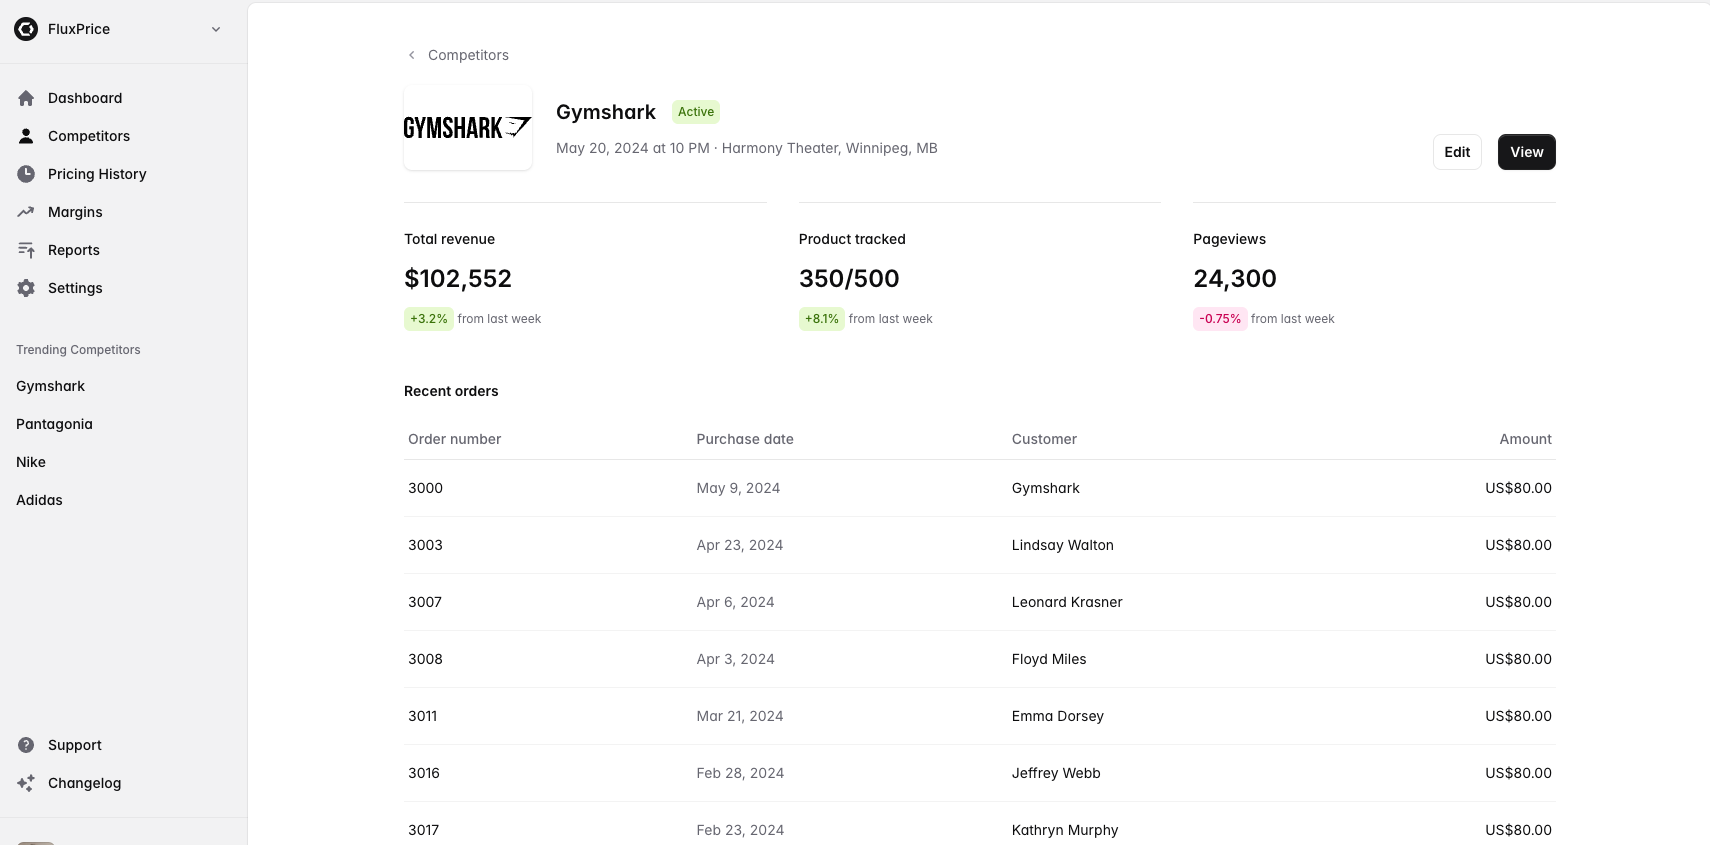 FluxPrice
Dashboard
Competitors
Pricing History
Margins
Reports
Settings
Trending Competitors
Gymshark
Pantagonia
Nike
Adidas
Support
Changelog
Competitors
GYMSHARK
Gymshark Active
May 20, 2024 at 10 PM · Harmony Theater, Winnipeg, MB
Edit View
Total revenue
$102,552
+3.2% from last week
Product tracked
350/500
+8.1% from last week
Pageviews
24,300
-0.75% from last week
Recent orders
Order number Purchase date Customer Amount
3000 May 9, 2024 Gymshark US$80.00
3003 Apr 23, 2024 Lindsay Walton US$80.00
3007 Apr 6, 2024 Leonard Krasner US$80.00
3008 Apr 3, 2024 Floyd Miles US$80.00
3011 Mar 21, 2024 Emma Dorsey US$80.00
3016 Feb 28, 2024 Jeffrey Webb US$80.00
3017 Feb 23, 2024 Kathryn Murphy US$80.00